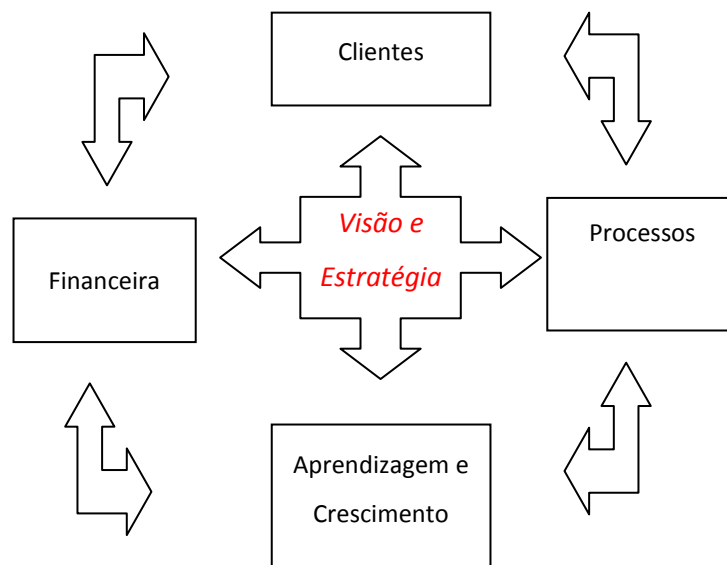 Clientes
Visão e
Estratégia
Processos
Financeira
Aprendizagem e
Crescimento